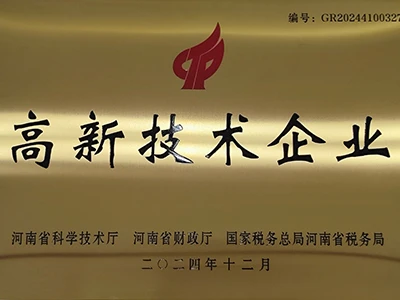 编号：GR20244100327
高新技术企业
河南省科学技术厅 河南省财政厅 国家税务总局河南省税务局
二〇二四年十二月